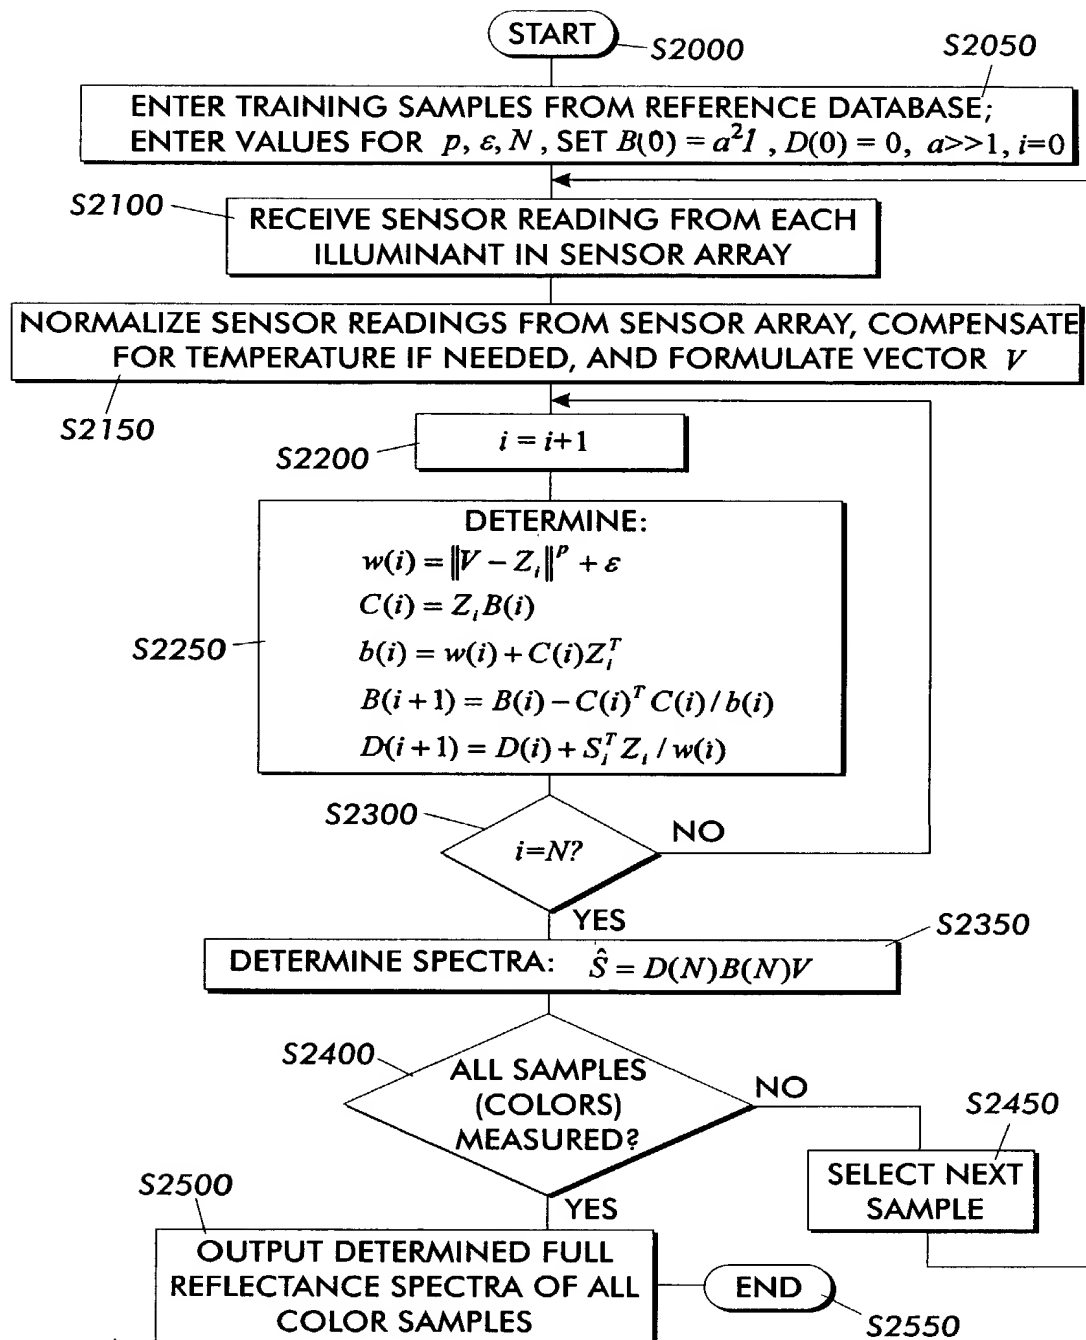 START
S2000
S2050
ENTER TRAINING SAMPLES FROM REFERENCE DATABASE;
ENTER VALUES FOR p, ε, N, SET B(0) = a²I, D(0) = 0, a>>1, i=0
S2100
RECEIVE SENSOR READING FROM EACH
ILLUMINANT IN SENSOR ARRAY
NORMALIZE SENSOR READINGS FROM SENSOR ARRAY, COMPENSATE
FOR TEMPERATURE IF NEEDED, AND FORMULATE VECTOR V
S2150
S2200
i = i+1
DETERMINE:
w(i) = ‖V − Z_i‖^p + ε
C(i) = Z_i B(i)
S2250
b(i) = w(i) + C(i)Z_i^T
B(i+1) = B(i) − C(i)^T C(i) / b(i)
D(i+1) = D(i) + S_i^T Z_i / w(i)
S2300
i=N?
NO
YES
S2350
DETERMINE SPECTRA: Ŝ = D(N)B(N)V
S2400
ALL SAMPLES
(COLORS)
MEASURED?
NO
S2450
SELECT NEXT
SAMPLE
YES
S2500
OUTPUT DETERMINED FULL
REFLECTANCE SPECTRA OF ALL
COLOR SAMPLES
END
S2550